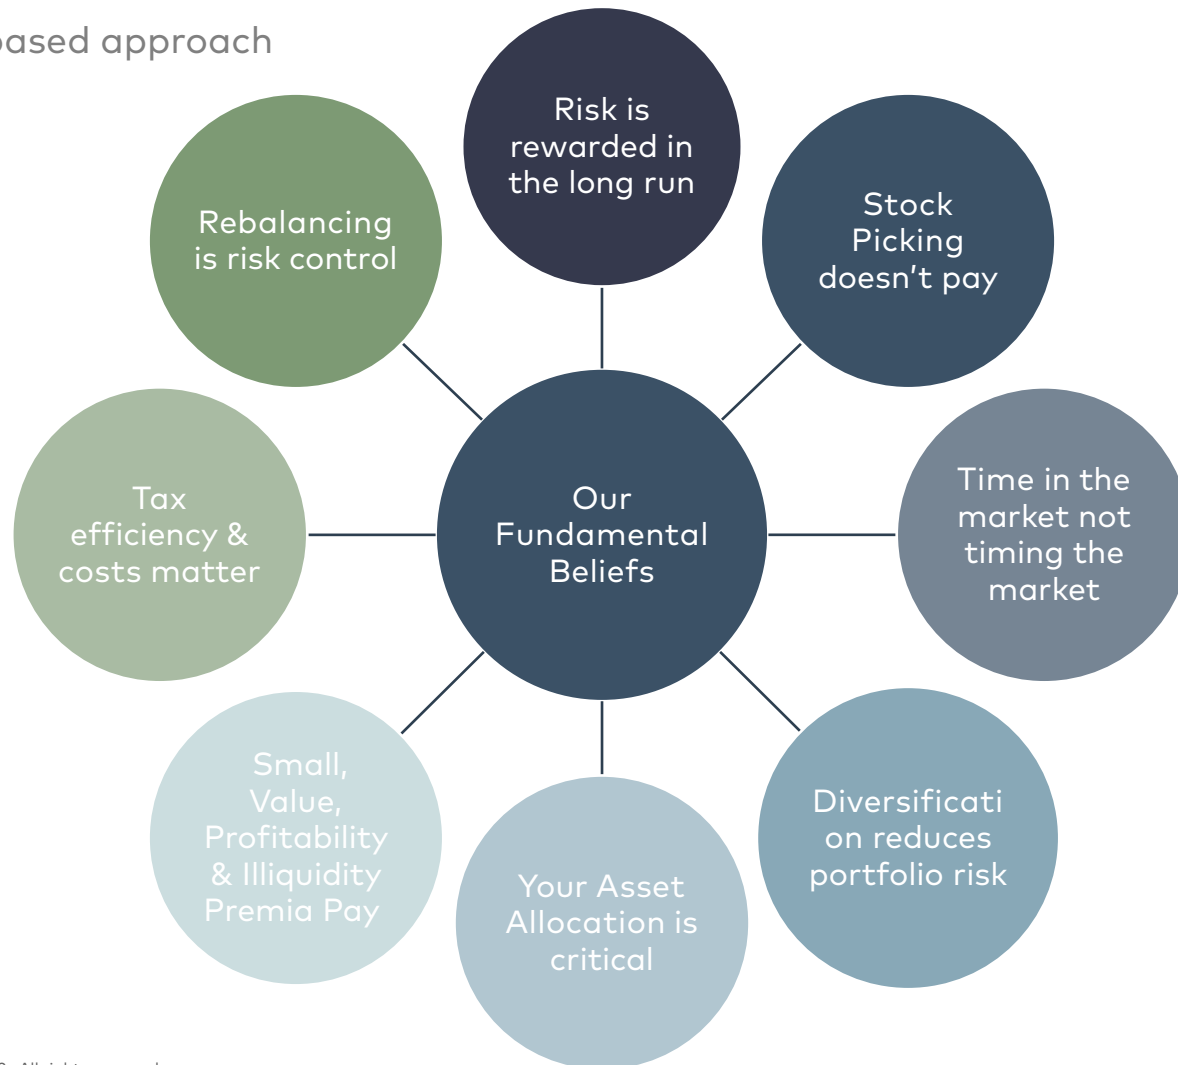 based approach
Risk is
rewarded in
the long run
Stock
Picking
doesn't pay
Time in the
market not
timing the
market
Diversificati
on reduces
portfolio risk
Your Asset
Allocation is
critical
Small,
Value,
Profitability
& Illiquidity
Premia Pay
Tax
efficiency &
costs matter
Rebalancing
is risk control
Our
Fundamental
Beliefs